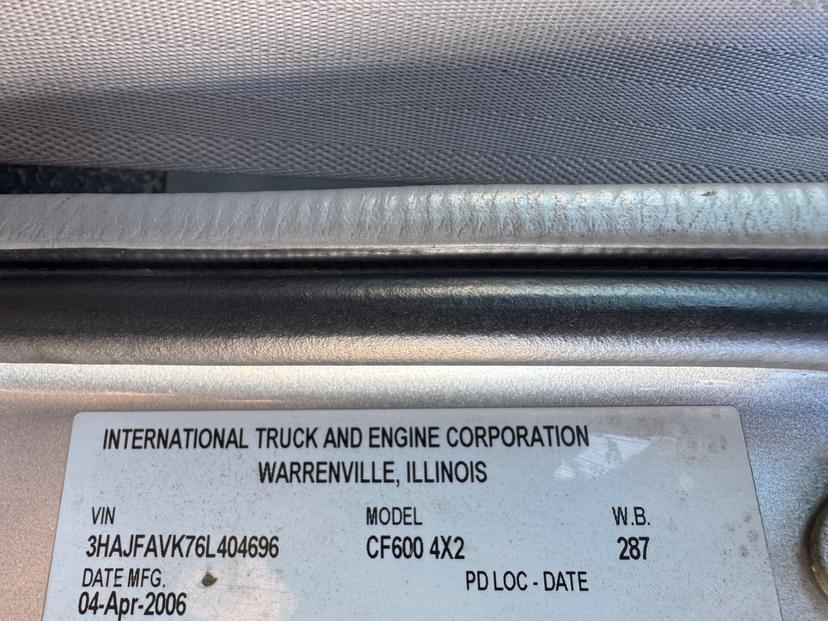 INTERNATIONAL TRUCK AND ENGINE CORPORATION
WARRENVILLE, ILLINOIS
VIN MODEL W.B.
3HAJFAVK76L404696 CF600 4X2 287
DATE MFG. PD LOC - DATE
04-Apr-2006